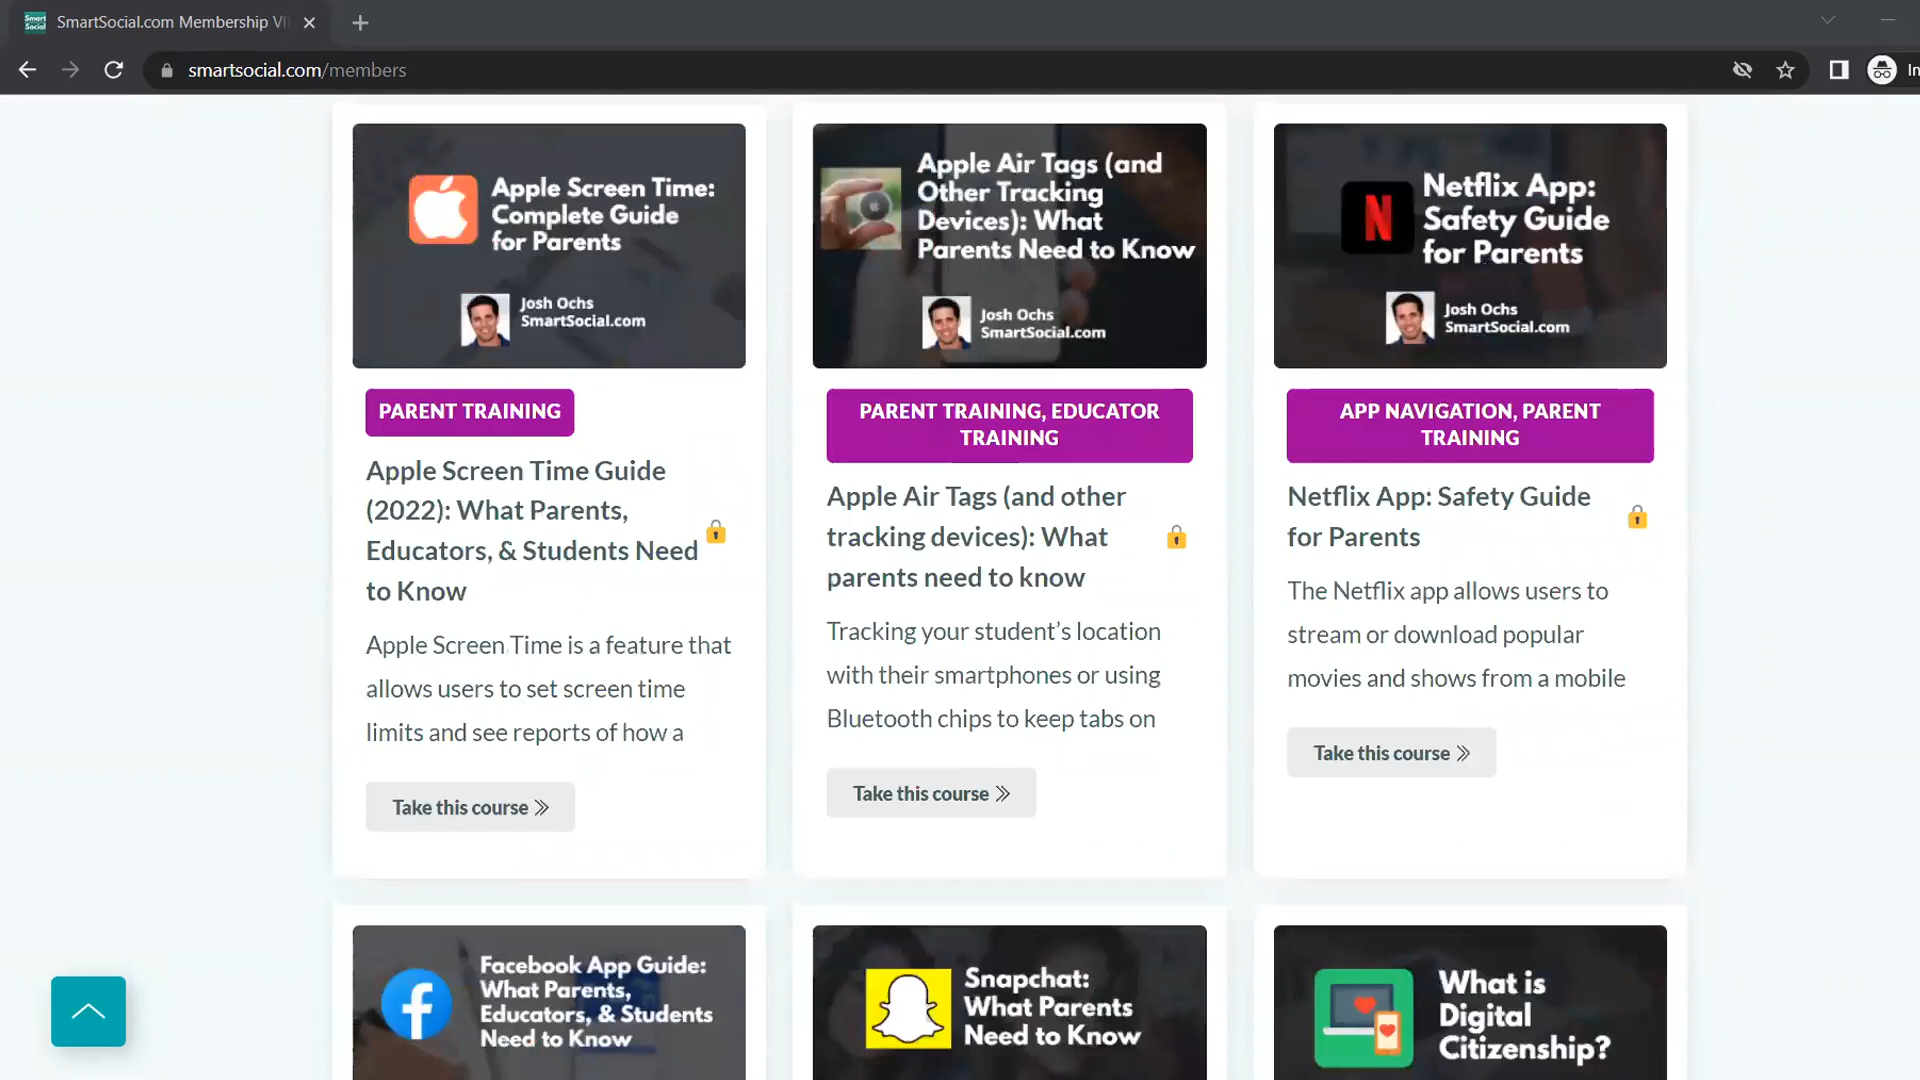 SmartSocial.com Membership VI
smartsocial.com/members
In
Apple Screen Time:
Complete Guide
for Parents
Josh Ochs
SmartSocial.com
Apple Air Tags (and
Other Tracking
Devices): What
Parents Need to Know
Josh Ochs
SmartSocial.com
N
Netflix App:
Safety Guide
for Parents
Josh Ochs
SmartSocial.com
PARENT TRAINING
Apple Screen Time Guide
(2022): What Parents,
Educators, & Students Need
to Know
Apple Screen Time is a feature that
allows users to set screen time
limits and see reports of how a
Take this course
PARENT TRAINING, EDUCATOR
TRAINING
Apple Air Tags (and other
tracking devices): What
parents need to know
Tracking your student’s location
with their smartphones or using
Bluetooth chips to keep tabs on
Take this course
APP NAVIGATION, PARENT
TRAINING
Netflix App: Safety Guide
for Parents
The Netflix app allows users to
stream or download popular
movies and shows from a mobile
Take this course
f
Facebook App Guide:
What Parents,
Educators, & Students
Need to Know
Snapchat:
What Parents
Need to Know
What is
Digital
Citizenship?